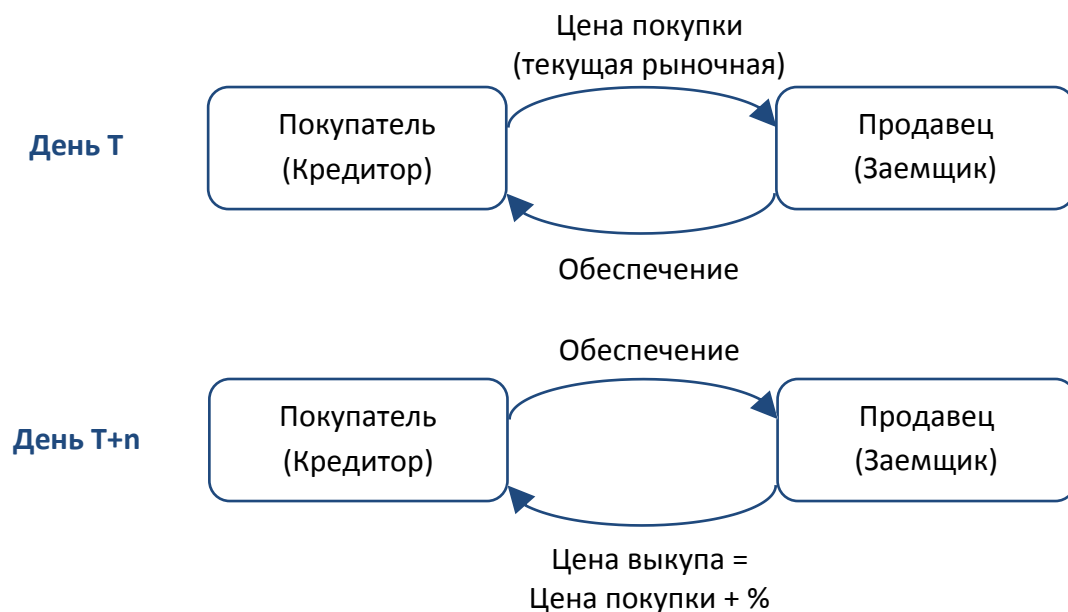 Цена покупки
(текущая рыночная)
День T
Покупатель
(Кредитор)
Продавец
(Заемщик)
Обеспечение
Обеспечение
День T+n
Покупатель
(Кредитор)
Продавец
(Заемщик)
Цена выкупа =
Цена покупки + %